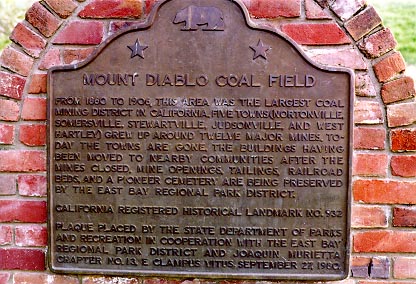 MOUNT DIABLO COAL FIELD
FROM 1860 TO 1906, THIS AREA WAS THE LARGEST COAL
MINING DISTRICT IN CALIFORNIA. FIVE TOWNS (NORTONVILLE,
SOMERSVILLE, STEWARTVILLE, JUDSONVILLE, AND WEST
HARTLEY) GREW UP AROUND TWELVE MAJOR MINES. TO-
DAY THE TOWNS ARE GONE, THE BUILDINGS HAVING
BEEN MOVED TO NEARBY COMMUNITIES AFTER THE
MINES CLOSED. MINE OPENINGS, TAILINGS, RAILROAD
BEDS, AND A PIONEER CEMETERY ARE BEING PRESERVED
BY THE EAST BAY REGIONAL PARK DISTRICT.
CALIFORNIA REGISTERED HISTORICAL LANDMARK NO. 932
PLAQUE PLACED BY THE STATE DEPARTMENT OF PARKS
AND RECREATION IN COOPERATION WITH THE EAST BAY
REGIONAL PARK DISTRICT AND JOAQUIN MURIETTA
CHAPTER NO. 13, E CLAMPUS VITUS, SEPTEMBER 27, 1980.